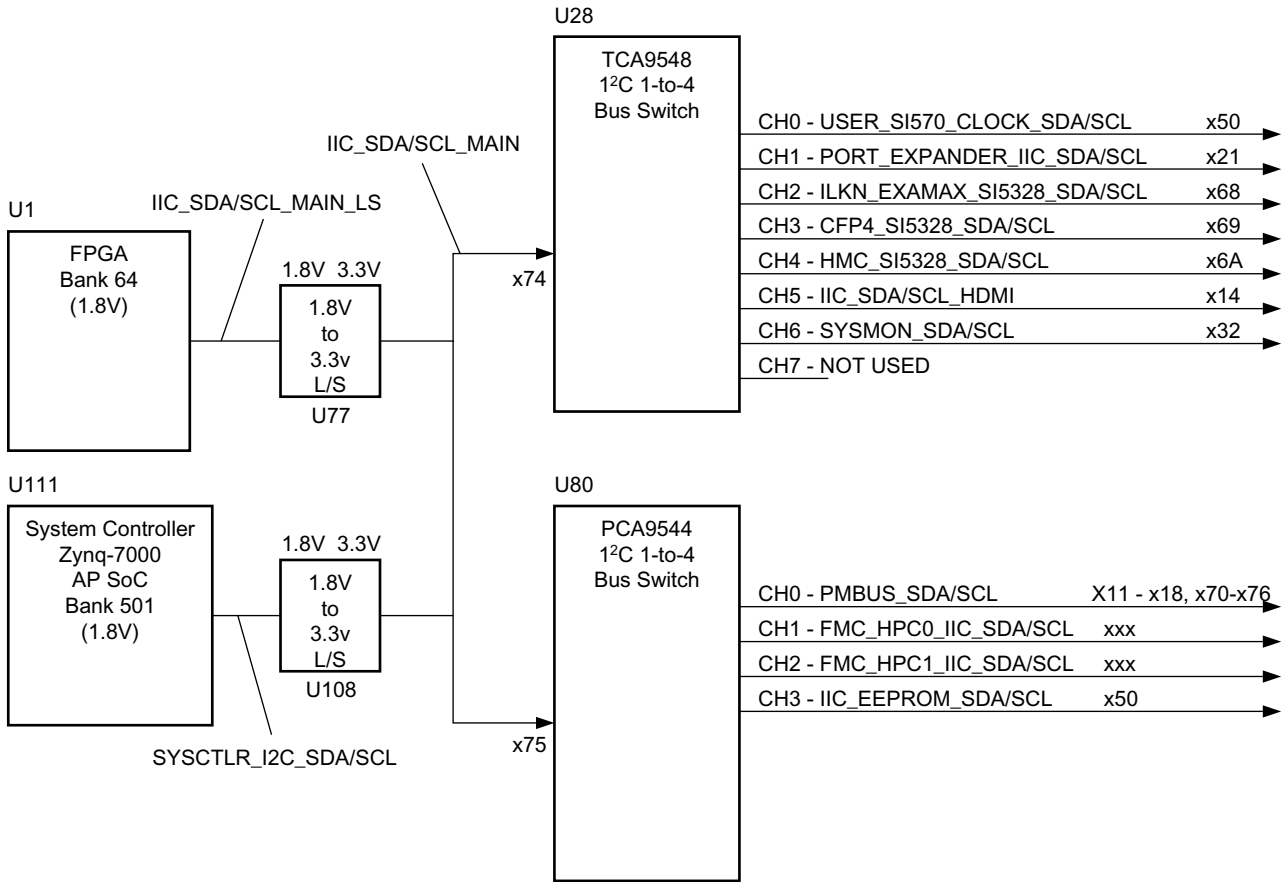 U28
TCA9548
1²C 1-to-4
Bus Switch
CH0 - USER_SI570_CLOCK_SDA/SCL x50
IIC_SDA/SCL_MAIN
CH1 - PORT_EXPANDER_IIC_SDA/SCL x21
CH2 - ILKN_EXAMAX_SI5328_SDA/SCL x68
IIC_SDA/SCL_MAIN_LS
U1
CH3 - CFP4_SI5328_SDA/SCL x69
FPGA
Bank 64
(1.8V)
1.8V 3.3V
x74
CH4 - HMC_SI5328_SDA/SCL x6A
1.8V
to
3.3v
L/S
U77
CH5 - IIC_SDA/SCL_HDMI x14
CH6 - SYSMON_SDA/SCL x32
CH7 - NOT USED
U111
System Controller
Zynq-7000
AP SoC
Bank 501
(1.8V)
1.8V 3.3V
1.8V
to
3.3v
L/S
U108
SYSCTLR_I2C_SDA/SCL
x75
U80
PCA9544
1²C 1-to-4
Bus Switch
CH0 - PMBUS_SDA/SCL X11 - x18, x70-x76
CH1 - FMC_HPC0_IIC_SDA/SCL xxx
CH2 - FMC_HPC1_IIC_SDA/SCL xxx
CH3 - IIC_EEPROM_SDA/SCL x50